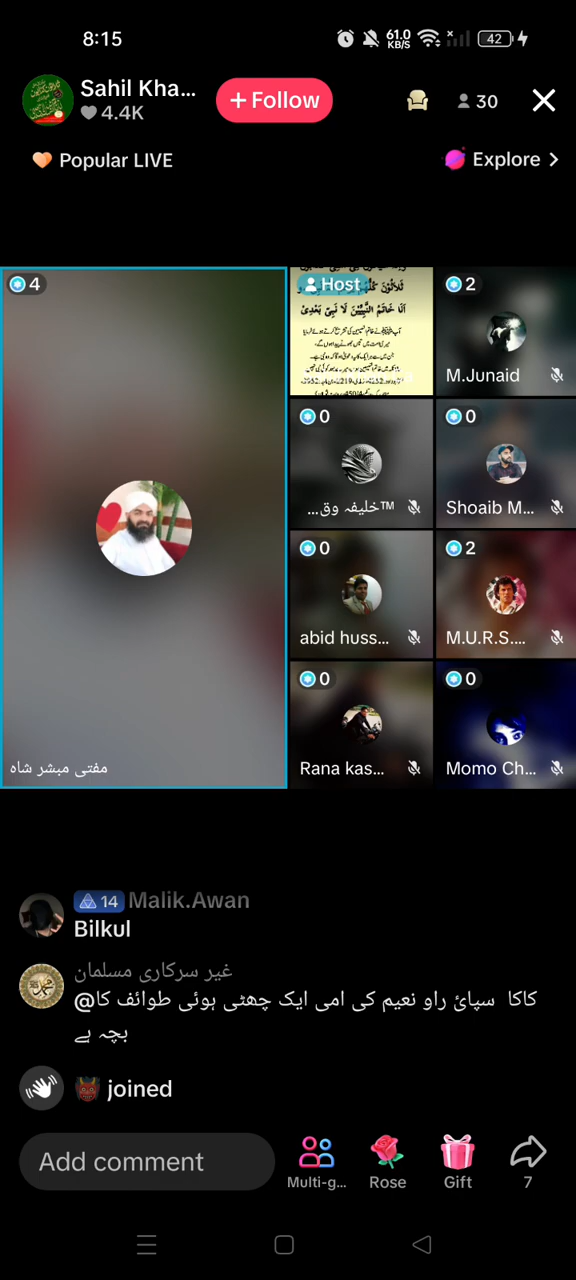 8:15
61.0
KB/S
42
Sahil Kha...
4.4K
+ Follow
30
Popular LIVE
Explore >
4
مفتی مبشر شاہ
Host
ثَلَاثُوْنَ
اَنَا خَاتَمُ النَّبِيّٖنَ لَا نَبِىَّ بَعْدِىْ
2
M.Junaid
0
خلیفہ وق...™
0
Shoaib M...
0
abid huss...
2
M.U.R.S....
0
Rana kas...
0
Momo Ch...
14 Malik.Awan
Bilkul
غیر سرکاری مسلمان
@کاکا سپائ راو نعیم کی امی ایک چھٹی ہوئی طوائف کا
بچہ ہے
joined
Add comment
Multi-g...
Rose
Gift
7